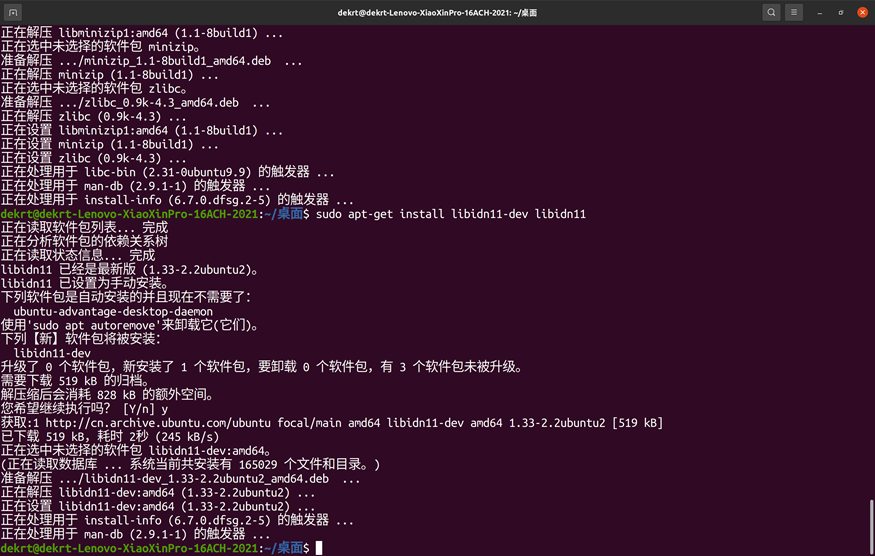 dekrt@dekrt-Lenovo-XiaoXinPro-16ACH-2021: ~/桌面
正在解压 libminizip1:amd64 (1.1-8build1) ...
正在选中未选择的软件包 minizip。
准备解压 .../minizip_1.1-8build1_amd64.deb  ...
正在解压 minizip (1.1-8build1) ...
正在选中未选择的软件包 zlibc。
准备解压 .../zlibc_0.9k-4.3_amd64.deb  ...
正在解压 zlibc (0.9k-4.3) ...
正在设置 libminizip1:amd64 (1.1-8build1) ...
正在设置 minizip (1.1-8build1) ...
正在设置 zlibc (0.9k-4.3) ...
正在处理用于 libc-bin (2.31-0ubuntu9.9) 的触发器 ...
正在处理用于 man-db (2.9.1-1) 的触发器 ...
正在处理用于 install-info (6.7.0.dfsg.2-5) 的触发器 ...
dekrt@dekrt-Lenovo-XiaoXinPro-16ACH-2021:~/桌面$ sudo apt-get install libidn11-dev libidn11
正在读取软件包列表... 完成
正在分析软件包的依赖关系树
正在读取状态信息... 完成
libidn11 已经是最新版 (1.33-2.2ubuntu2)。
libidn11 已设置为手动安装。
下列软件包是自动安装的并且现在不需要了：
  ubuntu-advantage-desktop-daemon
使用'sudo apt autoremove'来卸载它(它们)。
下列【新】软件包将被安装：
  libidn11-dev
升级了 0 个软件包，新安装了 1 个软件包，要卸载 0 个软件包，有 3 个软件包未被升级。
需要下载 519 kB 的归档。
解压缩后会消耗 828 kB 的额外空间。
您希望继续执行吗？ [Y/n] y
获取:1 http://cn.archive.ubuntu.com/ubuntu focal/main amd64 libidn11-dev amd64 1.33-2.2ubuntu2 [519 kB]
已下载 519 kB，耗时 2秒 (245 kB/s)
正在选中未选择的软件包 libidn11-dev:amd64。
(正在读取数据库 ... 系统当前共安装有 165029 个文件和目录。)
准备解压 .../libidn11-dev_1.33-2.2ubuntu2_amd64.deb  ...
正在解压 libidn11-dev:amd64 (1.33-2.2ubuntu2) ...
正在设置 libidn11-dev:amd64 (1.33-2.2ubuntu2) ...
正在处理用于 install-info (6.7.0.dfsg.2-5) 的触发器 ...
正在处理用于 man-db (2.9.1-1) 的触发器 ...
dekrt@dekrt-Lenovo-XiaoXinPro-16ACH-2021:~/桌面$